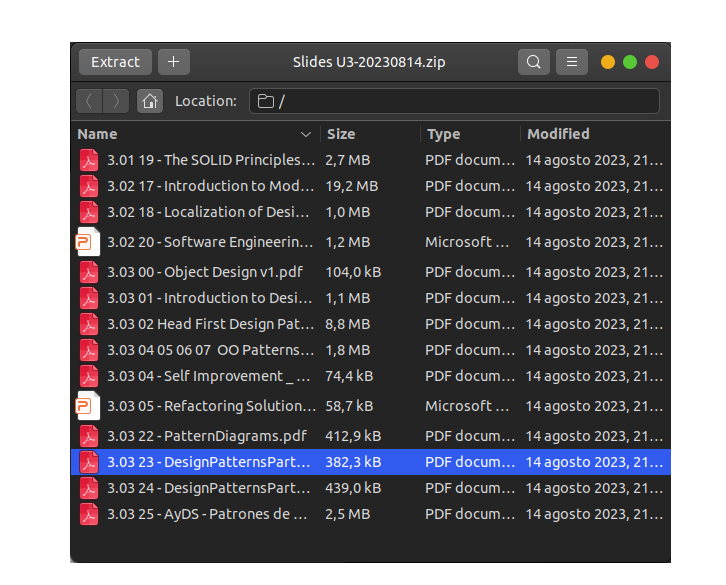 Extract + Slides U3-20230814.zip
Location: /
Name Size Type Modified
3.01 19 - The SOLID Principles... 2,7 MB PDF docum... 14 agosto 2023, 21...
3.02 17 - Introduction to Mod... 19,2 MB PDF docum... 14 agosto 2023, 21...
3.02 18 - Localization of Desi... 1,0 MB PDF docum... 14 agosto 2023, 21...
3.02 20 - Software Engineerin... 1,2 MB Microsoft ... 14 agosto 2023, 21...
3.03 00 - Object Design v1.pdf 104,0 kB PDF docum... 14 agosto 2023, 21...
3.03 01 - Introduction to Desi... 1,1 MB PDF docum... 14 agosto 2023, 21...
3.03 02 Head First Design Pat... 8,8 MB PDF docum... 14 agosto 2023, 21...
3.03 04 05 06 07  OO Patterns... 1,8 MB PDF docum... 14 agosto 2023, 21...
3.03 04 - Self Improvement _ ... 74,4 kB PDF docum... 14 agosto 2023, 21...
3.03 05 - Refactoring Solution... 58,7 kB Microsoft ... 14 agosto 2023, 21...
3.03 22 - PatternDiagrams.pdf 412,9 kB PDF docum... 14 agosto 2023, 21...
3.03 23 - DesignPatternsPart... 382,3 kB PDF docum... 14 agosto 2023, 21...
3.03 24 - DesignPatternsPart... 439,0 kB PDF docum... 14 agosto 2023, 21...
3.03 25 - AyDS - Patrones de ... 2,5 MB PDF docum... 14 agosto 2023, 21...